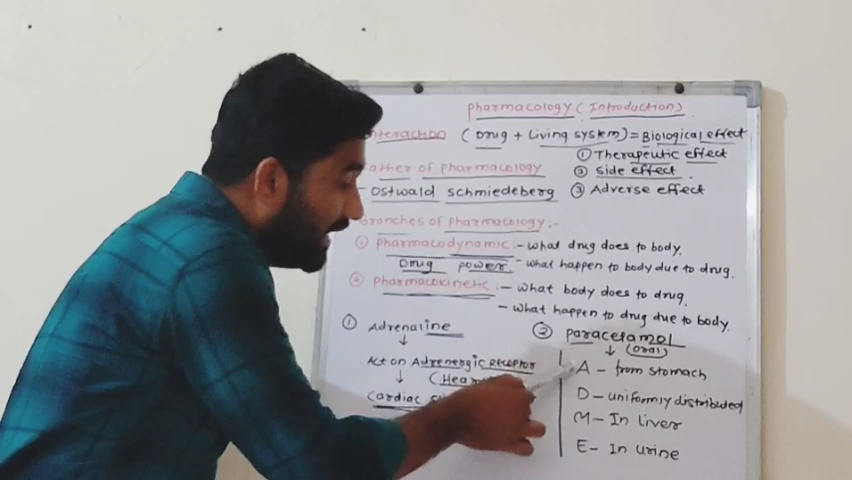 Pharmacology (Introduction)
Interaction (Drug + Living system) = Biological effect
① Therapeutic effect
② side effect
③ Adverse effect
Father of Pharmacology
- Ostwald schmiedeberg
Branches of Pharmacology :-
① Pharmacodynamic :- what drug does to body.
Drug power - what happen to body due to drug.
② Pharmacokinetic :- what body does to drug.
- what happen to drug due to body.
① Adrenaline
↓
Act on Adrenergic Receptor
(Hear
↓
Cardiac
② Paracetamol
↓ (oral)
A - from stomach
D - uniformly distributed
M - In liver
E - In urine